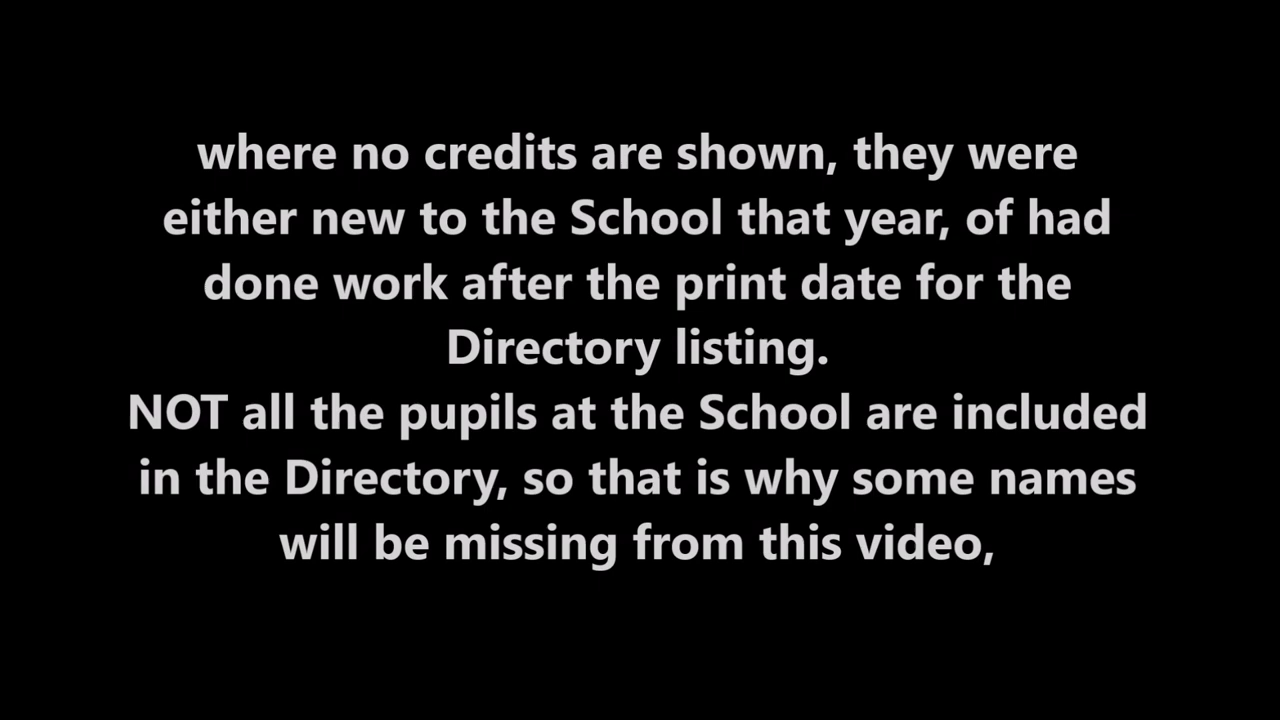 where no credits are shown, they were
either new to the School that year, of had
done work after the print date for the
Directory listing.
NOT all the pupils at the School are included
in the Directory, so that is why some names
will be missing from this video,